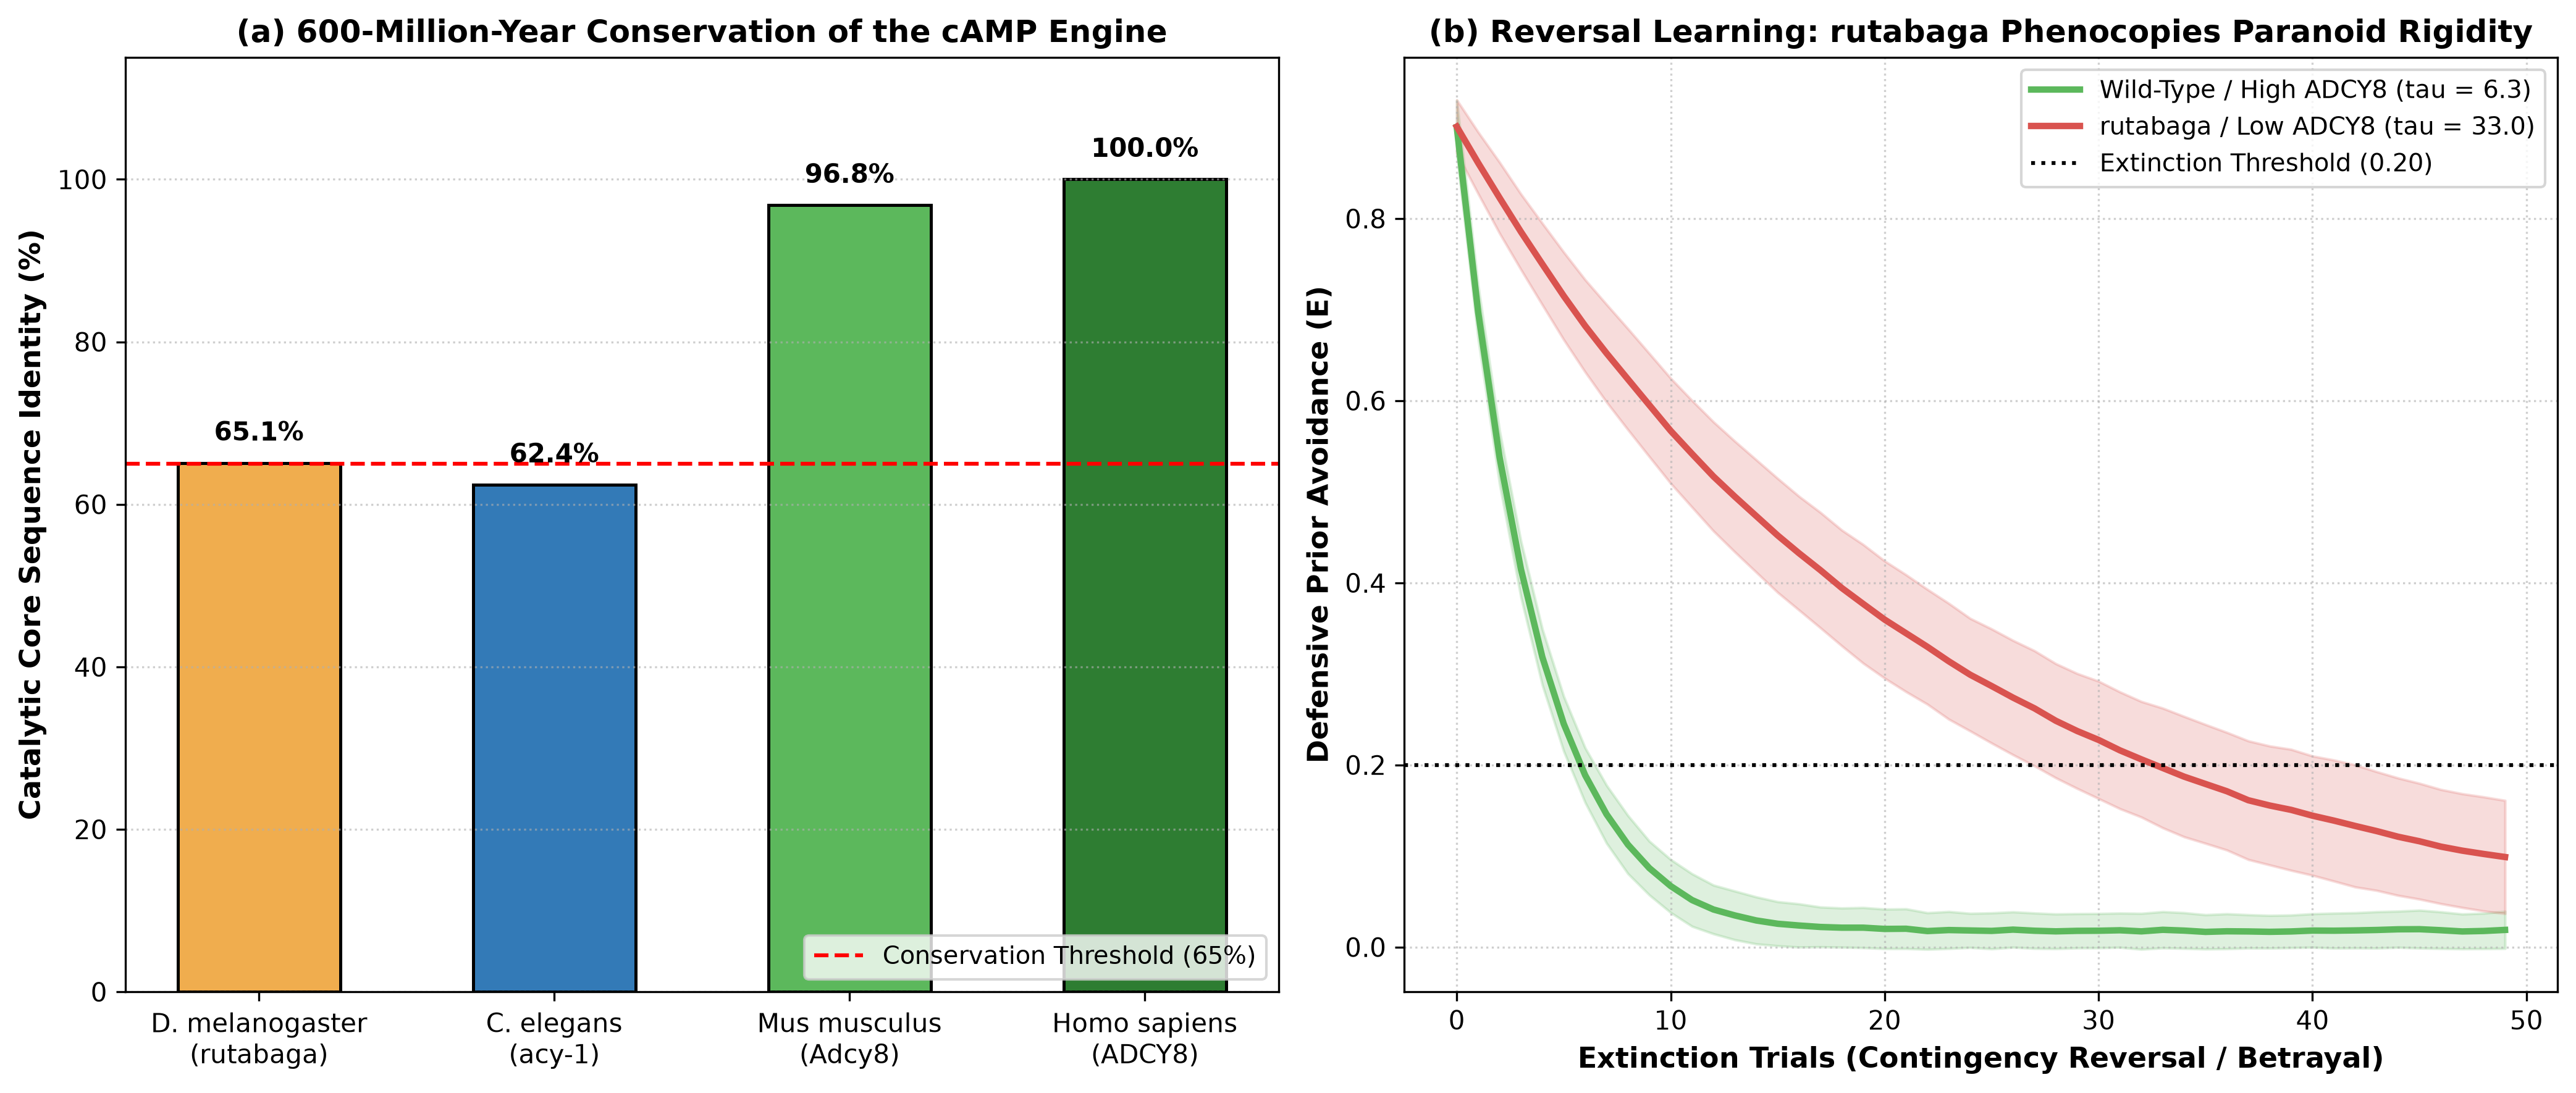 (a) 600-Million-Year Conservation of the cAMP Engine
Catalytic Core Sequence Identity (%)
100
80
60
40
20
0
65.1%
62.4%
96.8%
100.0%
Conservation Threshold (65%)
D. melanogaster
(rutabaga)
C. elegans
(acy-1)
Mus musculus
(Adcy8)
Homo sapiens
(ADCY8)
(b) Reversal Learning: rutabaga Phenocopies Paranoid Rigidity
Defensive Prior Avoidance (E)
0.8
0.6
0.4
0.2
0.0
Wild-Type / High ADCY8 (tau = 6.3)
rutabaga / Low ADCY8 (tau = 33.0)
Extinction Threshold (0.20)
0
10
20
30
40
50
Extinction Trials (Contingency Reversal / Betrayal)